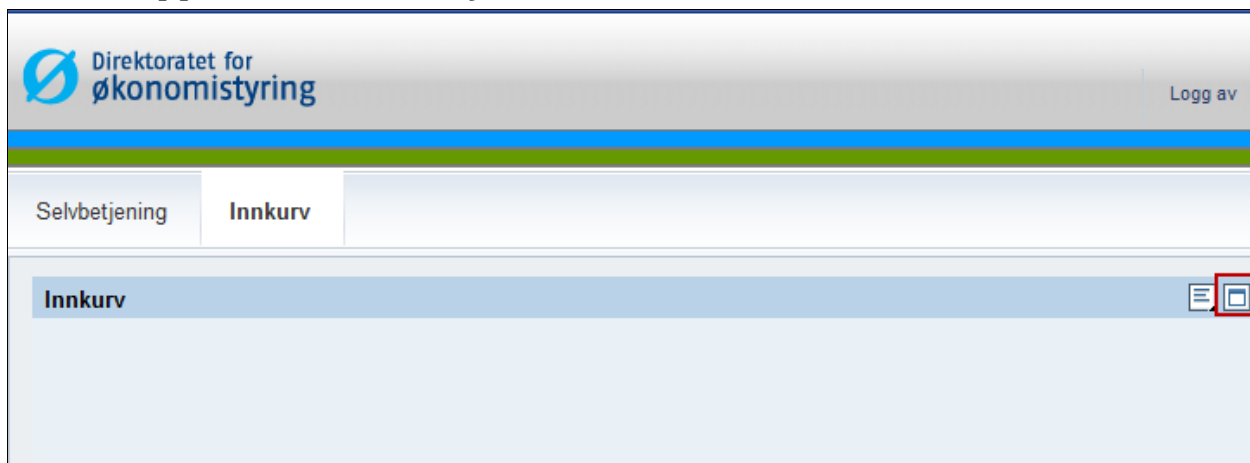 Direktoratet for
økonomistyring
Logg av
Selvbetjening Innkurv
Innkurv